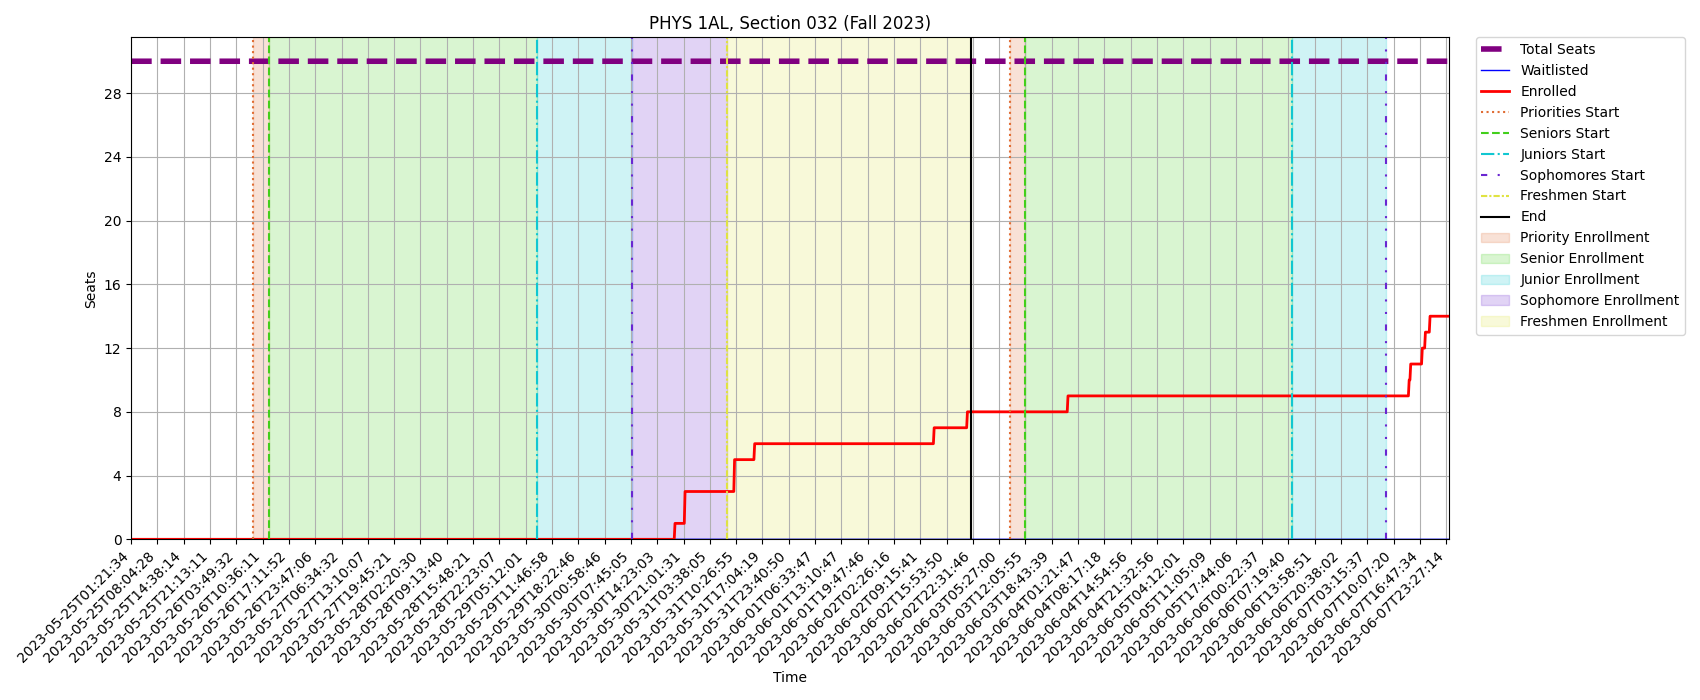 PHYS 1AL, Section 032 (Fall 2023)
Seats
28
24
20
16
12
8
4
0
2023-05-25T01:21:34
2023-05-25T08:04:28
2023-05-25T14:38:14
2023-05-25T21:13:11
2023-05-26T03:49:32
2023-05-26T10:36:11
2023-05-26T17:11:52
2023-05-26T23:47:06
2023-05-27T06:34:32
2023-05-27T13:10:07
2023-05-27T19:45:21
2023-05-28T02:20:30
2023-05-28T09:13:40
2023-05-28T15:48:21
2023-05-28T22:23:07
2023-05-29T05:12:01
2023-05-29T11:46:58
2023-05-29T18:22:46
2023-05-30T00:58:46
2023-05-30T07:45:05
2023-05-30T14:23:03
2023-05-30T21:01:31
2023-05-31T03:38:05
2023-05-31T10:26:55
2023-05-31T17:04:19
2023-05-31T23:40:50
2023-06-01T06:33:47
2023-06-01T13:10:47
2023-06-01T19:47:46
2023-06-02T02:26:16
2023-06-02T09:15:41
2023-06-02T15:53:50
2023-06-02T22:31:46
2023-06-03T05:27:00
2023-06-03T12:05:55
2023-06-03T18:43:39
2023-06-04T01:21:47
2023-06-04T08:17:18
2023-06-04T14:54:56
2023-06-04T21:32:56
2023-06-05T04:12:01
2023-06-05T11:05:09
2023-06-05T17:44:06
2023-06-06T00:22:37
2023-06-06T07:19:40
2023-06-06T13:58:51
2023-06-06T20:38:02
2023-06-07T03:15:37
2023-06-07T10:07:20
2023-06-07T16:47:34
2023-06-07T23:27:14
Time
Total Seats
Waitlisted
Enrolled
Priorities Start
Seniors Start
Juniors Start
Sophomores Start
Freshmen Start
End
Priority Enrollment
Senior Enrollment
Junior Enrollment
Sophomore Enrollment
Freshmen Enrollment